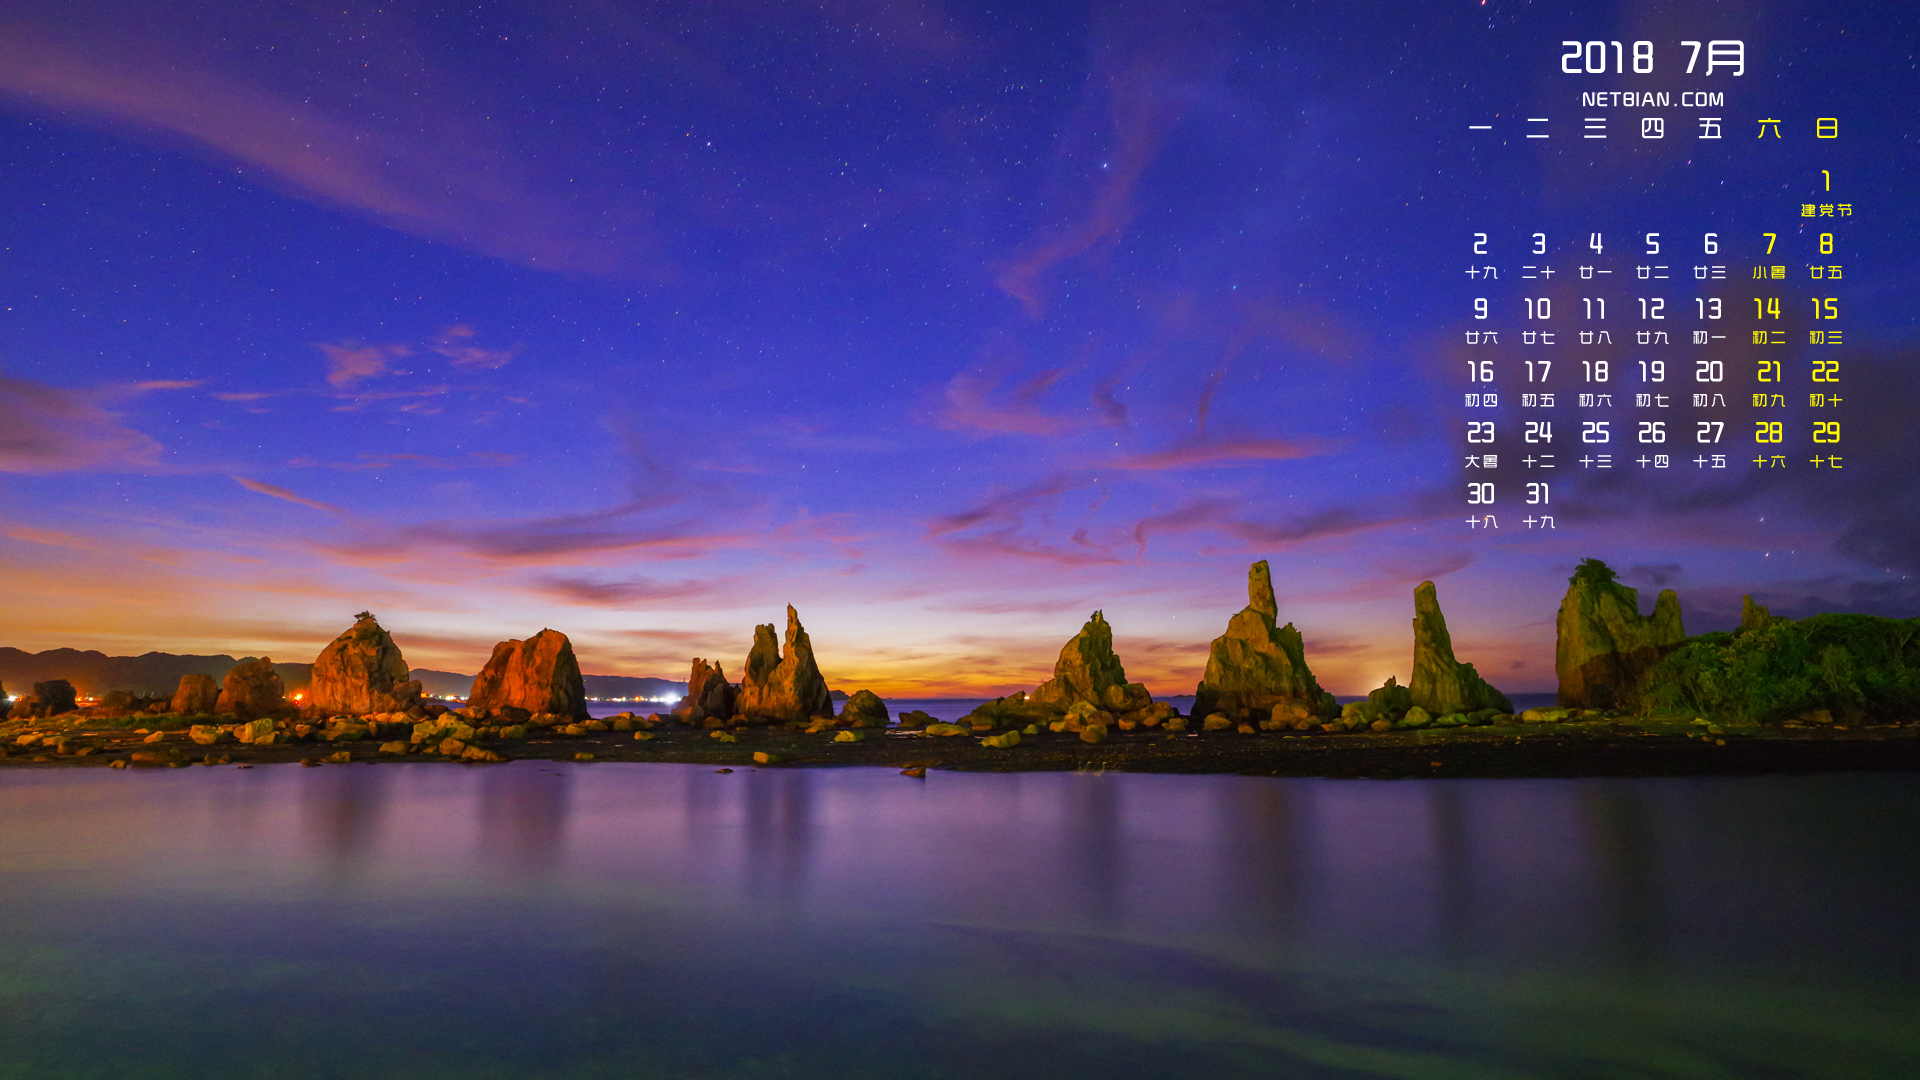 2018 7月
NETBIAN.COM
一 二 三 四 五 六 日
1
建党节
2 3 4 5 6 7 8
十九 二十 廿一 廿二 廿三 小暑 廿五
9 10 11 12 13 14 15
廿六 廿七 廿八 廿九 初一 初二 初三
16 17 18 19 20 21 22
初四 初五 初六 初七 初八 初九 初十
23 24 25 26 27 28 29
大暑 十二 十三 十四 十五 十六 十七
30 31
十八 十九